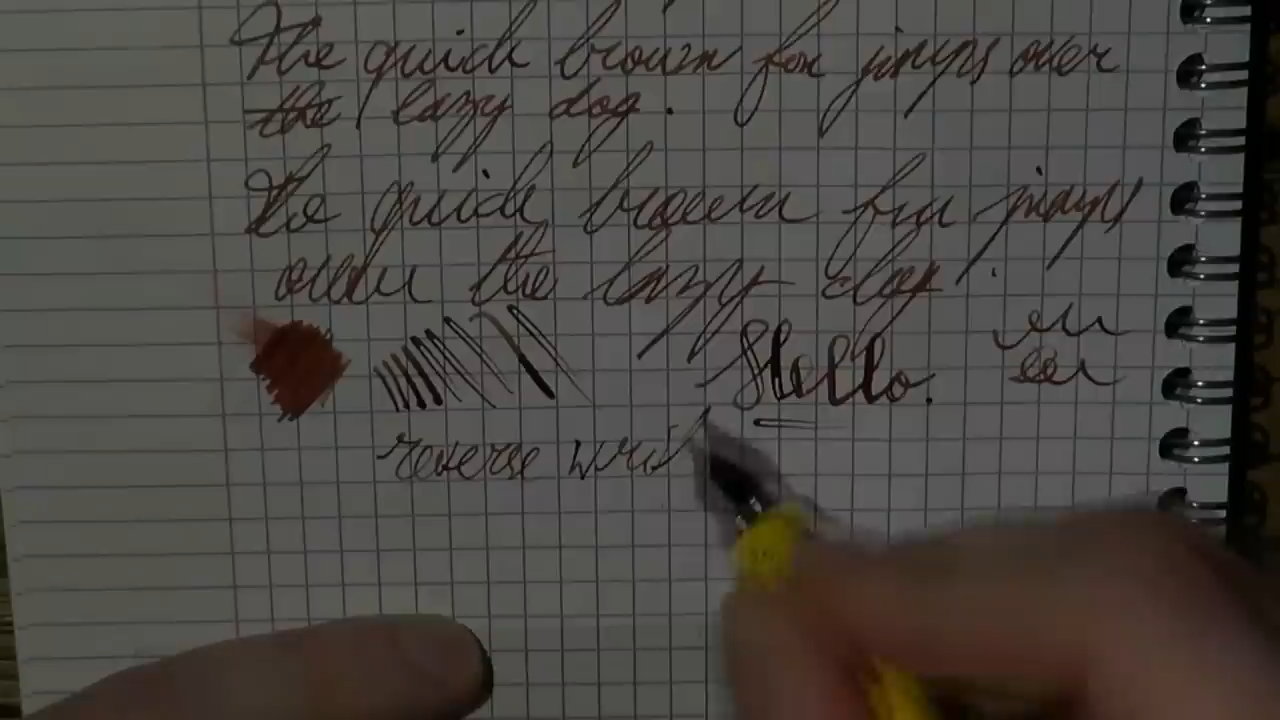 The quick brown fox jumps over
the lazy dog.
The quick brown fox jumps
over the lazy dog.
Hello.
reverse wri